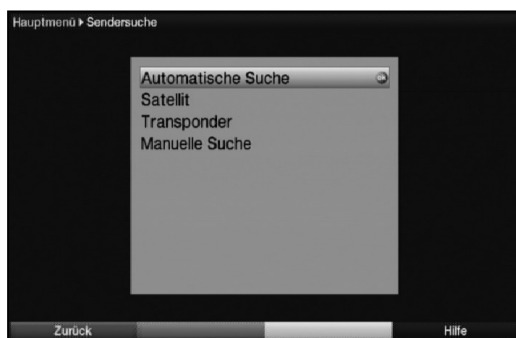 Hauptmenü ▸ Sendersuche
Automatische Suche
Satellit
Transponder
Manuelle Suche
Zurück Hilfe